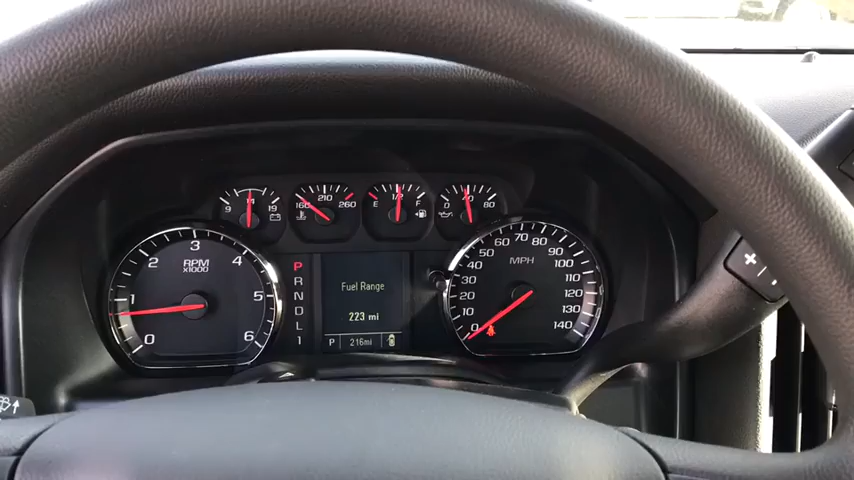 9 14 19
160 210 260
E 1/2 F
0 40 80
RPM
X1000
0 1 2 3 4 5 6
P
R
N
D
L
1
Fuel Range
223 mi
P 216mi
MPH
0 10 20 30 40 50 60 70 80 90 100 110 120 130 140
+